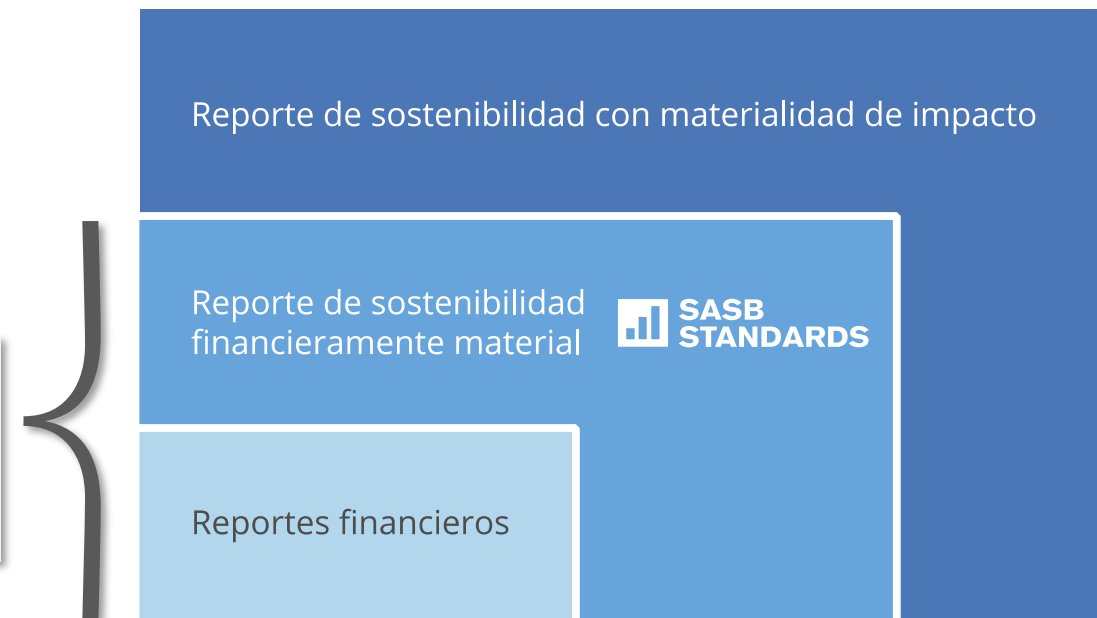 Reporte de sostenibilidad con materialidad de impacto
Reporte de sostenibilidad
financieramente material
SASB
STANDARDS
Reportes financieros